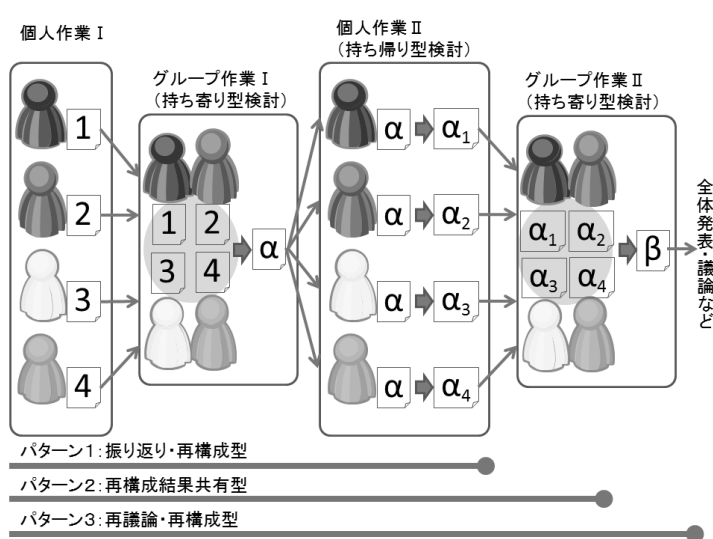 個人作業Ⅰ
1
2
3
4
グループ作業Ⅰ
（持ち寄り型検討）
1 2
3 4
α
個人作業Ⅱ
（持ち帰り型検討）
α α₁
α α₂
α α₃
α α₄
グループ作業Ⅱ
（持ち寄り型検討）
α₁ α₂
α₃ α₄
β
全体発表・議論など
パターン1：振り返り・再構成型
パターン2：再構成結果共有型
パターン3：再議論・再構成型